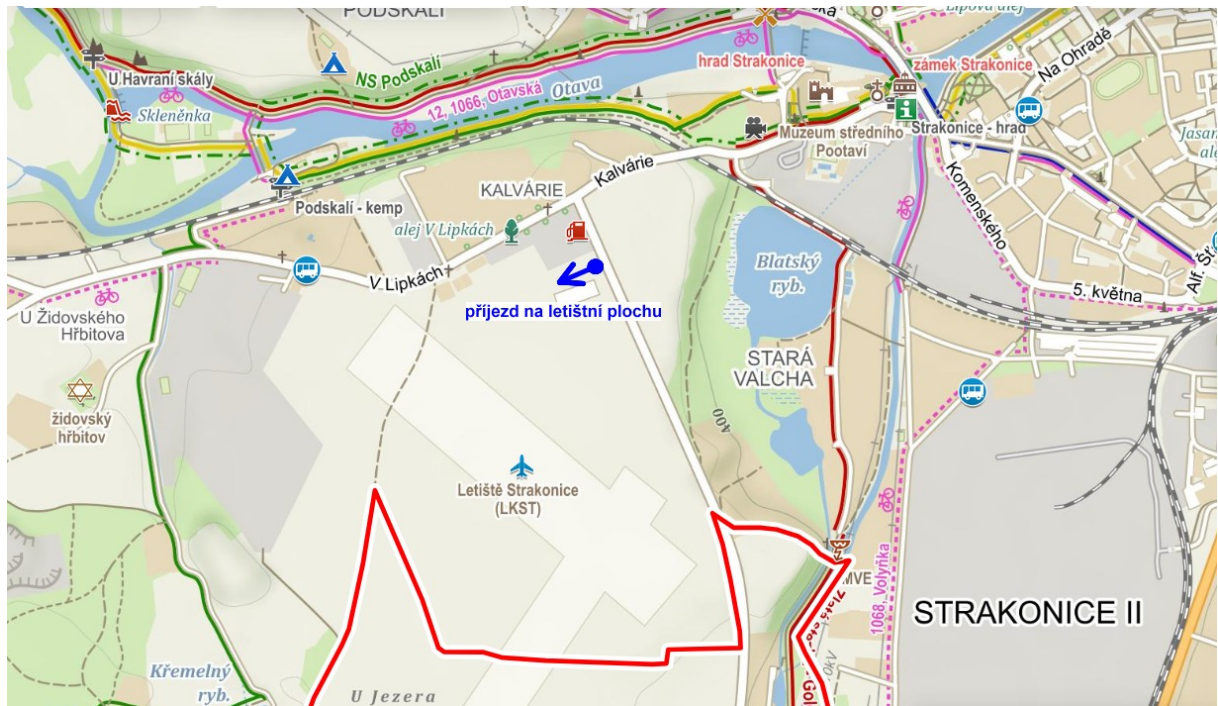 PODSKALÍ
Lipová alej
U Havraní skály
NS Podskalí
Skleněnka
12, 1066, Otavská
Otava
hrad Strakonice
zámek Strakonice
Na Ohradě
Muzeum středního
Pootaví
Strakonice - hrad
Komenského
KALVÁRIE
Kalvárie
Podskalí - kemp
alej V Lipkách
V Lipkách
příjezd na letištní plochu
Blatský
ryb.
5. května
Alf. Šť.
U Židovského
Hřbitova
STARÁ
VALCHA
židovský
hřbitov
400
Letiště Strakonice
(LKST)
MVE
1068, Volyňka
STRAKONICE II
Křemelný
ryb.
U Jezera